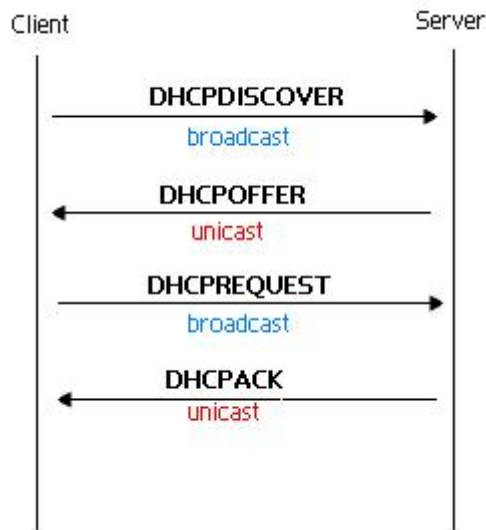 Client
Server
DHCPDISCOVER
broadcast
DHCPOFFER
unicast
DHCPREQUEST
broadcast
DHCPACK
unicast